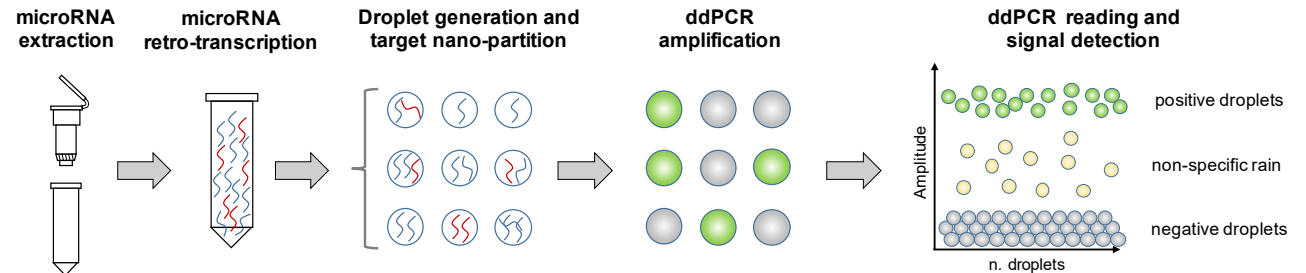 microRNA
extraction
microRNA
retro-transcription
Droplet generation and
target nano-partition
ddPCR
amplification
ddPCR reading and
signal detection
Amplitude
positive droplets
non-specific rain
negative droplets
n. droplets